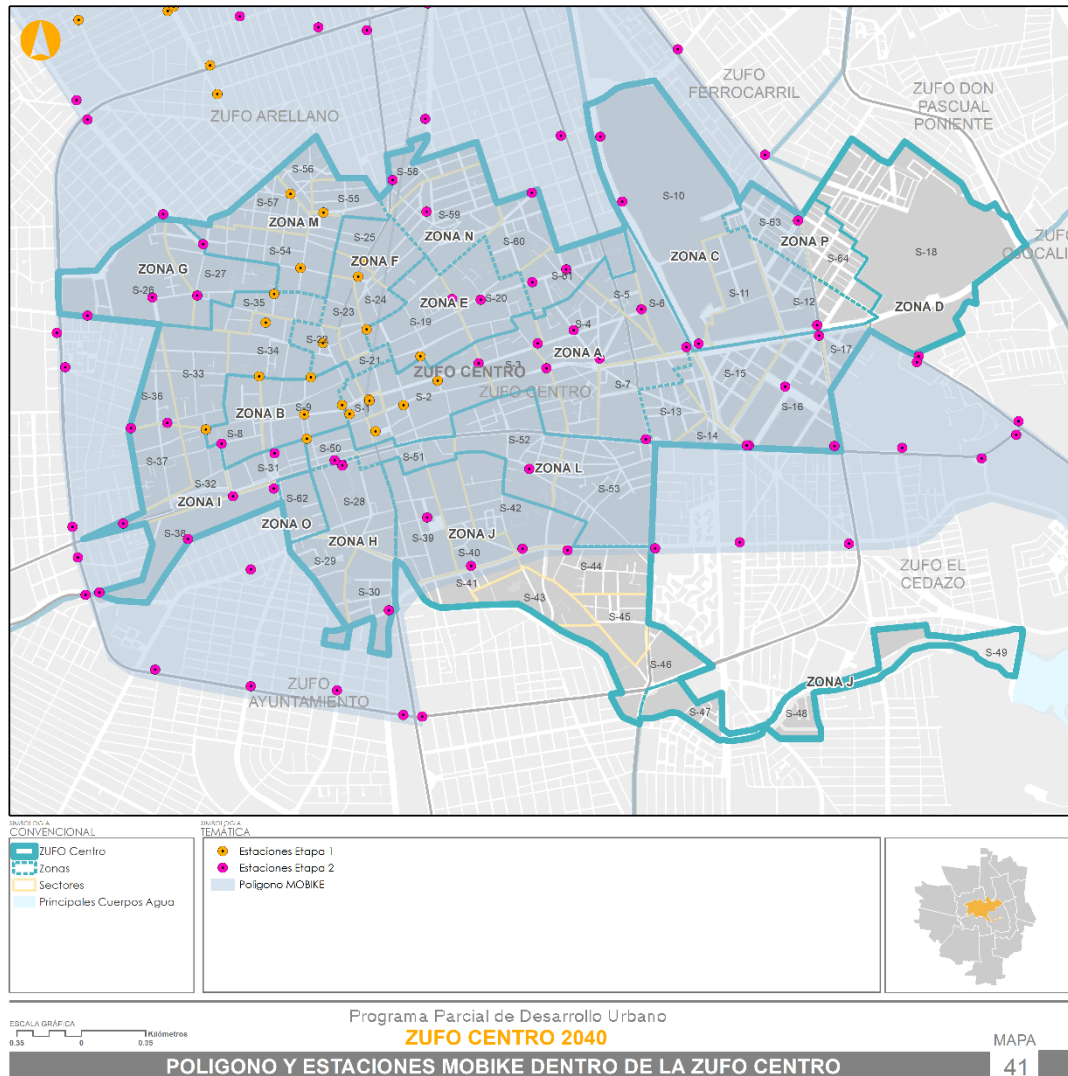 ZUFO
FERROCARRIL
ZUFO DON
PASCUAL
PONIENTE
ZUFO ARELLANO
S-56
S-58
S-57
S-55
S-10
S-59
S-63
ZONA M
ZONA N
ZONA P
S-25
S-60
S-54
ZONA F
ZONA C
S-64
S-18
ZONA G
S-27
S-26
S-35
S-24
ZONA E
S-20
S-5
S-6
S-11
S-12
ZONA D
S-23
S-19
S-4
S-22
S-34
ZONA A
S-17
S-21
S-3
S-33
ZUFO CENTRO
S-7
S-15
ZUFO CENTRO
S-36
S-9
S-1
S-2
S-16
ZONA B
S-13
S-8
S-14
S-52
S-37
S-31
S-50
S-51
ZONA L
S-32
S-53
ZONA I
S-62
S-28
S-42
ZONA O
S-38
S-39
ZONA J
ZONA H
S-40
S-29
S-44
S-41
ZUFO EL
CEDAZO
S-30
S-43
S-45
S-46
S-49
ZUFO
AYUNTAMIENTO
ZONA J
S-47
S-48
SIMBOLOGIA
CONVENCIONAL
ZUFO Centro
Zonas
Sectores
Principales Cuerpos Agua
SIMBOLOGIA
TEMÁTICA
Estaciones Etapa 1
Estaciones Etapa 2
Poligono MOBIKE
ESCALA GRÁFICA
Kilómetros
0.35 0 0.35
Programa Parcial de Desarrollo Urbano
ZUFO CENTRO 2040
MAPA
POLIGONO Y ESTACIONES MOBIKE DENTRO DE LA ZUFO CENTRO
41